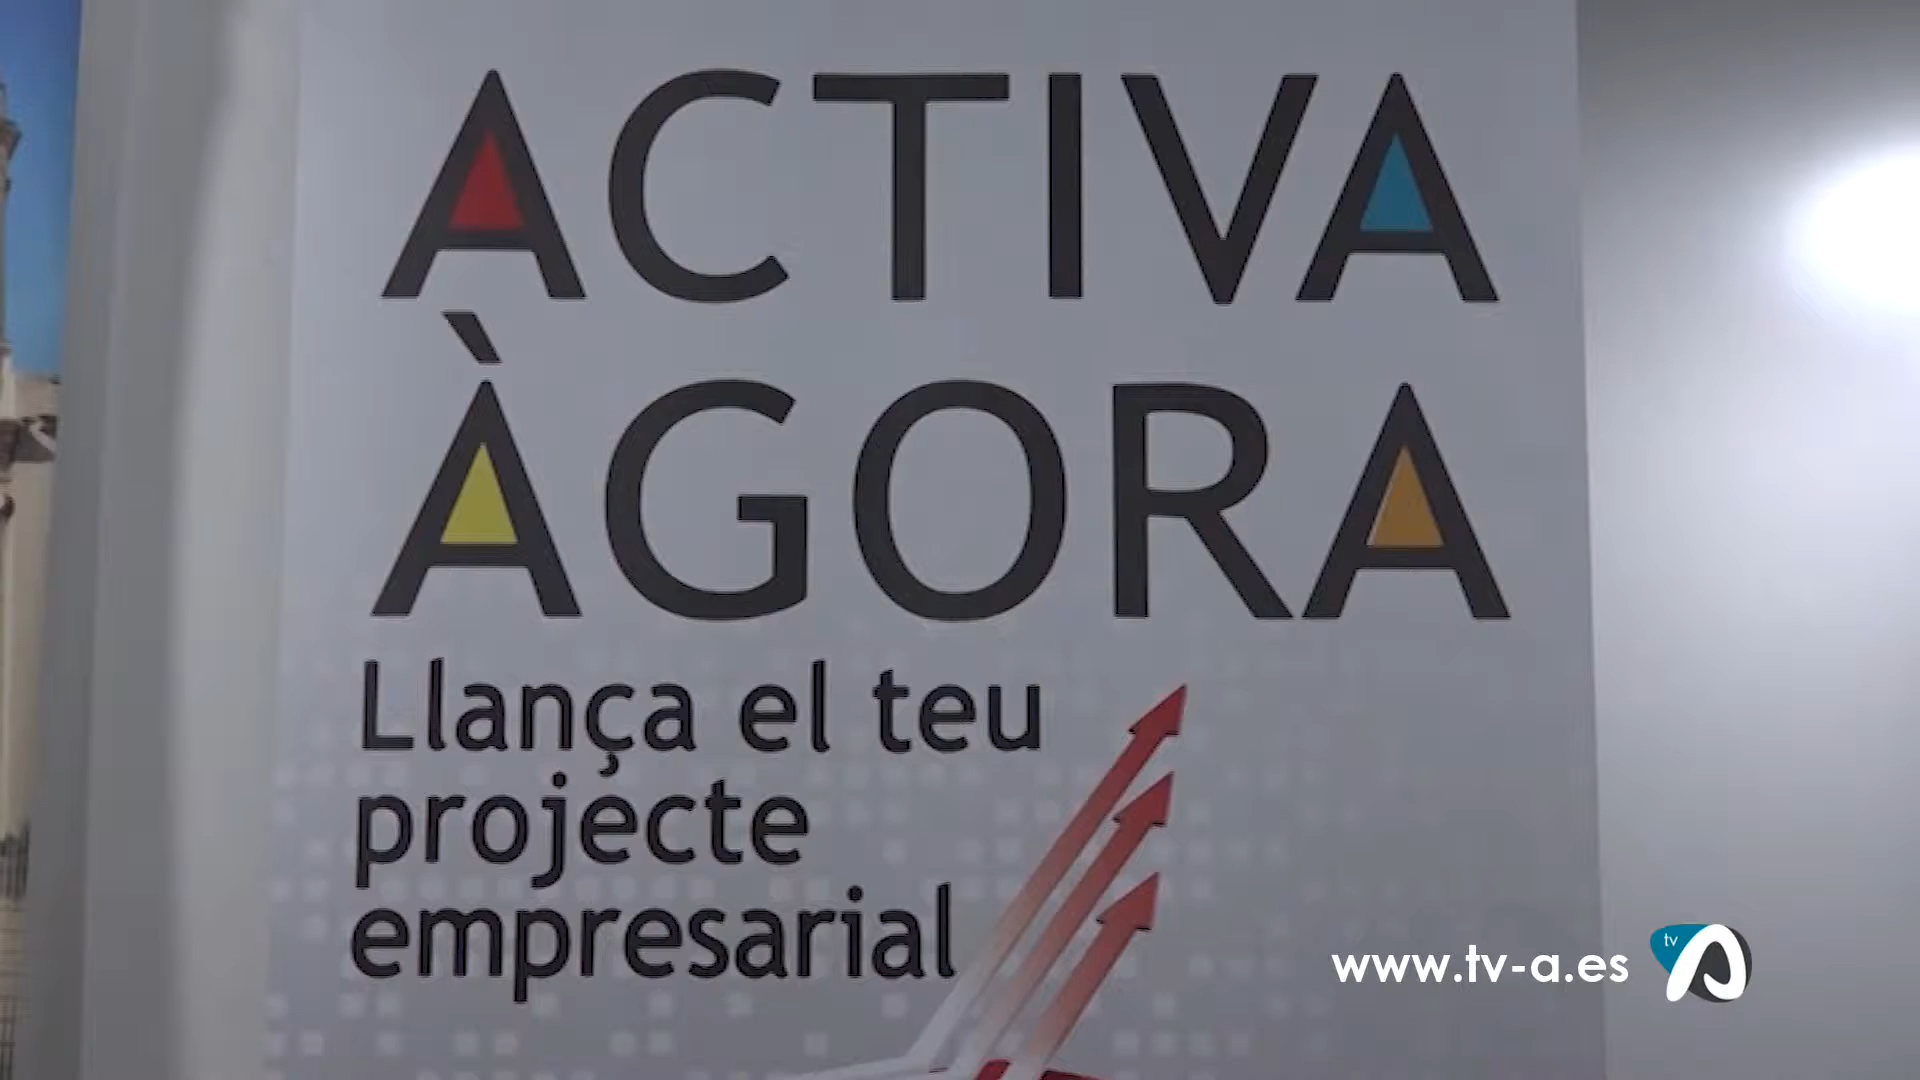 ACTIVA
ÀGORA
Llança el teu
projecte
empresarial
www.tv-a.es
tv